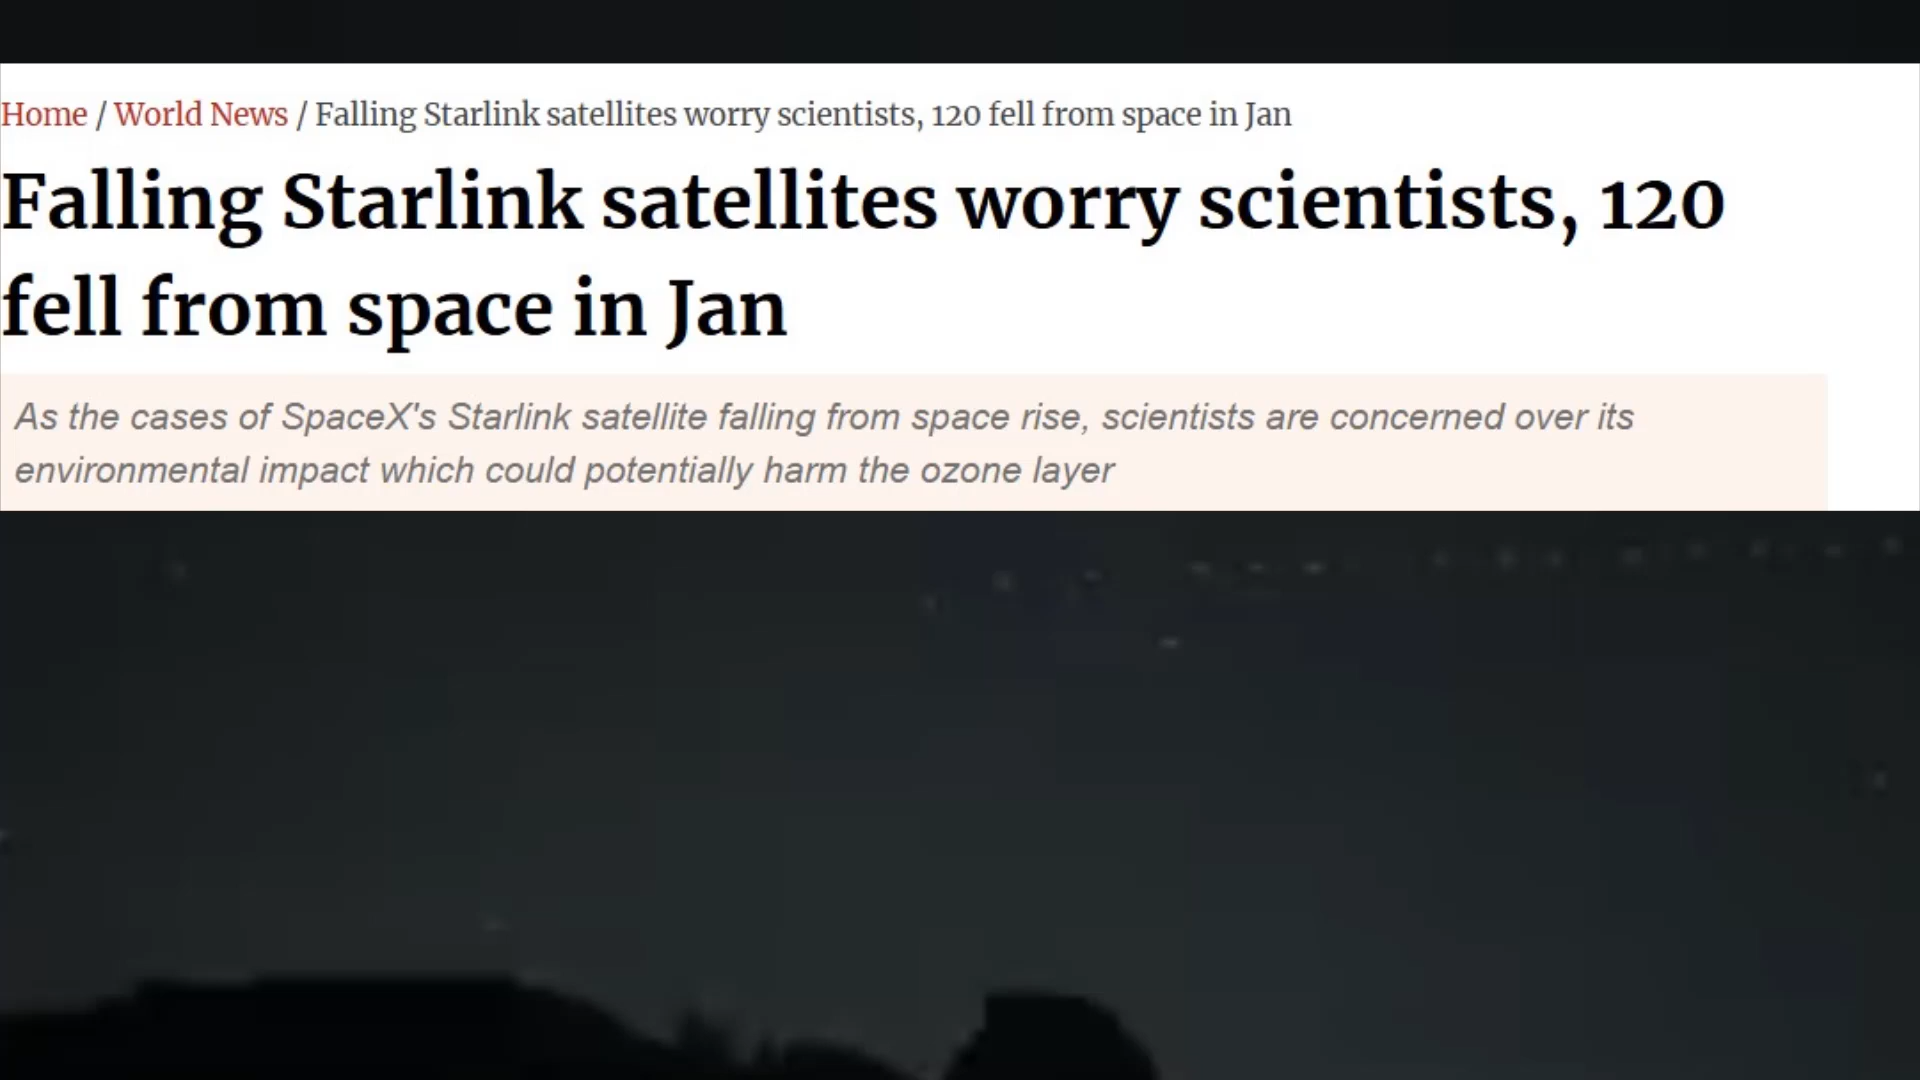 Home / World News / Falling Starlink satellites worry scientists, 120 fell from space in Jan
Falling Starlink satellites worry scientists, 120
fell from space in Jan
As the cases of SpaceX's Starlink satellite falling from space rise, scientists are concerned over its
environmental impact which could potentially harm the ozone layer